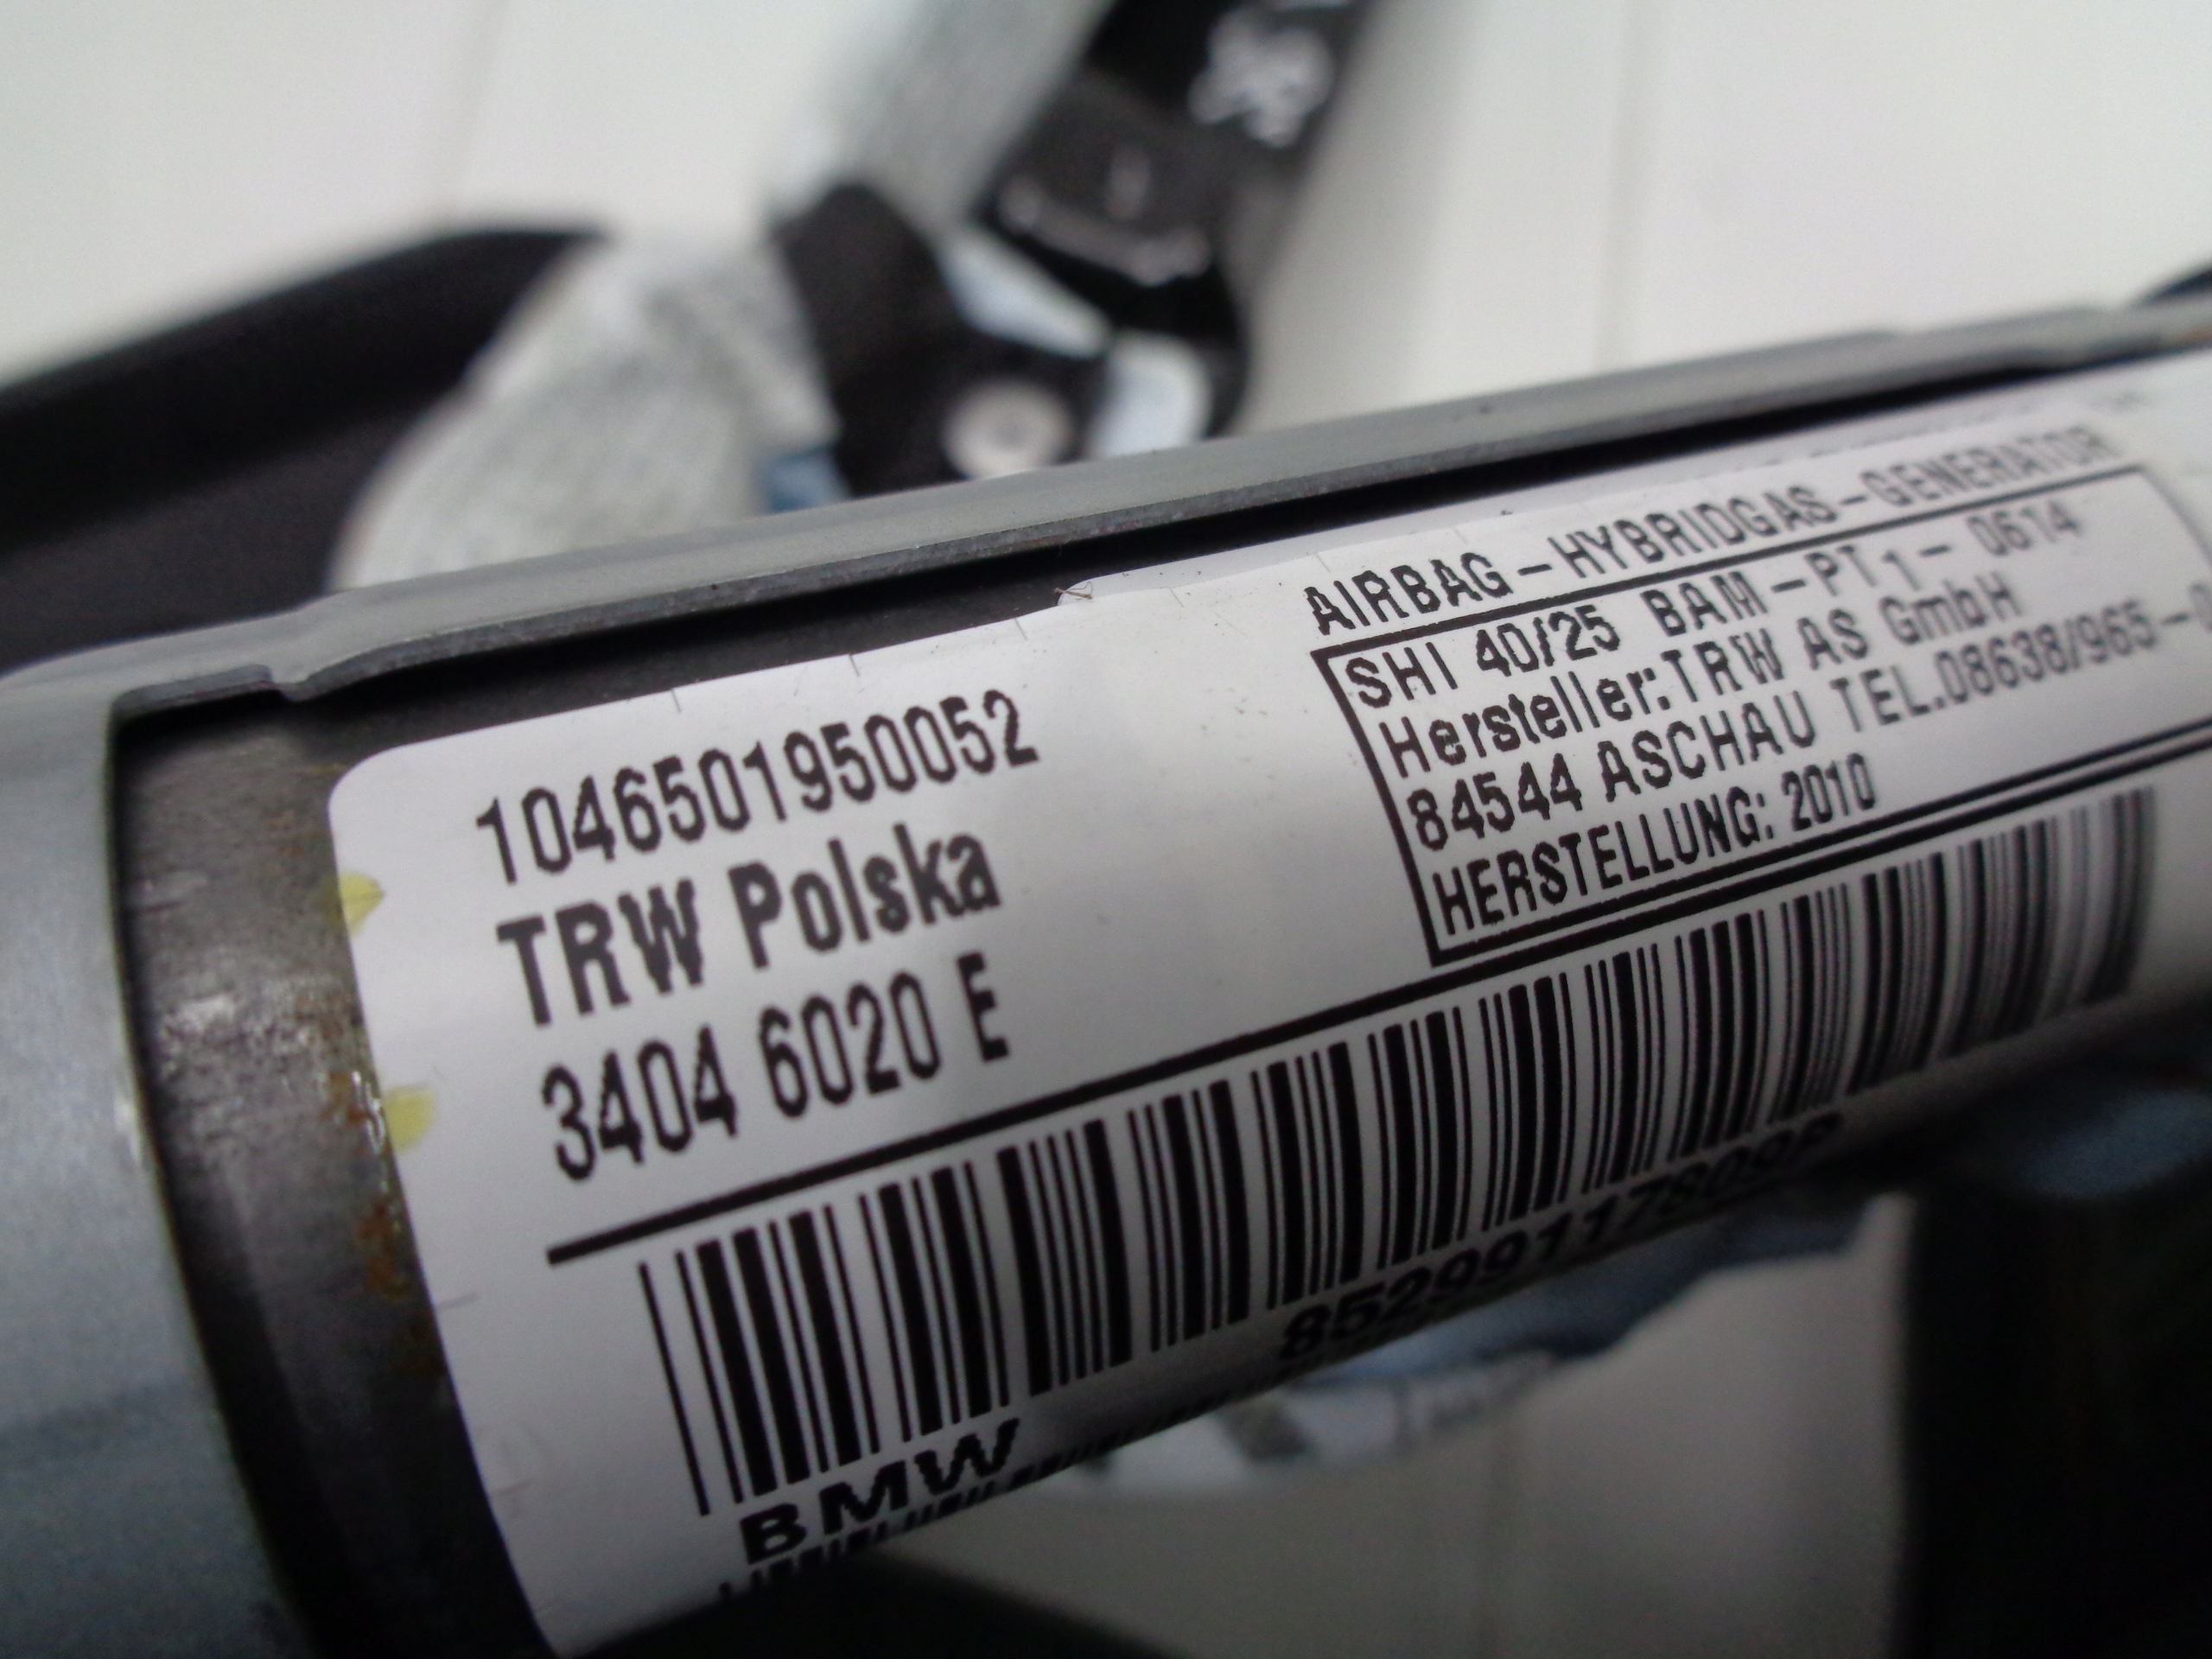 1046501950052
TRW Polska
3404 6020 E
AIRBAG-HYBRIDGAS-GENERATOR
SHI 40/25 BAM-PT1-0614
Hersteller:TRW AS GmbH
84544 ASCHAU TEL.08638/965-
HERSTELLUNG: 2010
BMW